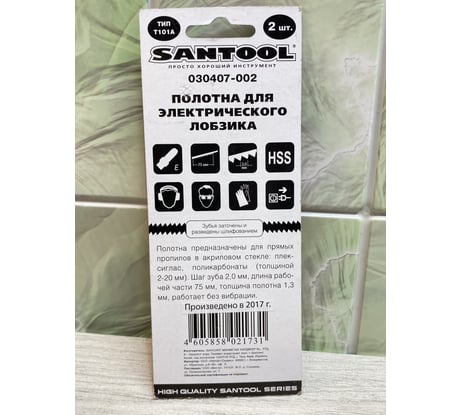 ТИП
Т101А
2 шт.
SANTOOL®
ПРОСТО ХОРОШИЙ ИНСТРУМЕНТ
030407-002
ПОЛОТНА ДЛЯ
ЭЛЕКТРИЧЕСКОГО
ЛОБЗИКА
E
75 мм
HSS
Зубья заточены и
разведены шлифованием
Полотна предназначены для прямых
пропилов в акриловом стекле: плек-
сиглас, поликарбонаты (толщиной
2-20 мм). Шаг зуба 2,0 мм, длина рабо-
чей части 75 мм, толщина полотна 1,3
мм, работает без вибрации.
Произведено в 2017 г.
4 605858 021731
HIGH QUALITY SANTOOL SERIES